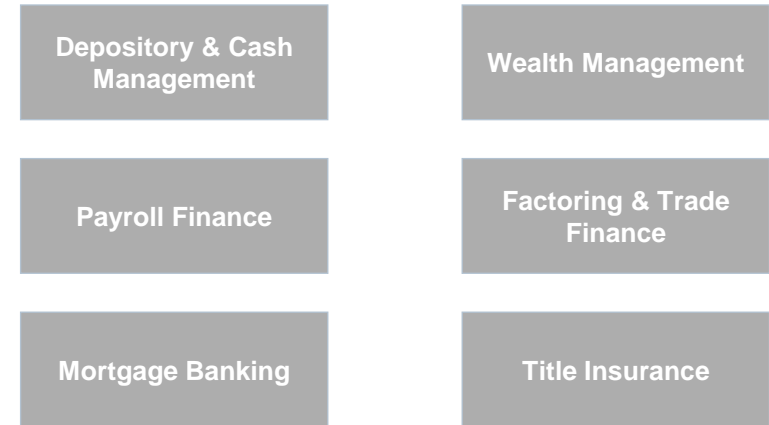 Depository & Cash
Management
Wealth Management
Payroll Finance
Factoring & Trade
Finance
Mortgage Banking
Title Insurance